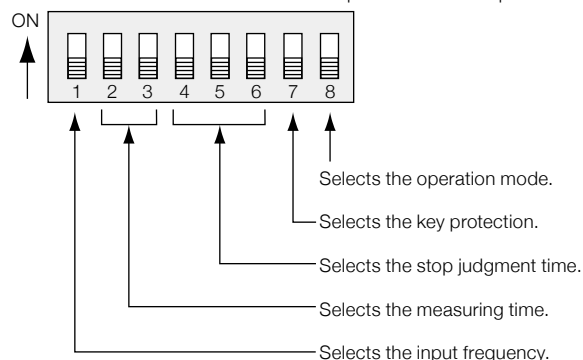 ON
1 2 3 4 5 6 7 8
Selects the operation mode.
Selects the key protection.
Selects the stop judgment time.
Selects the measuring time.
Selects the input frequency.